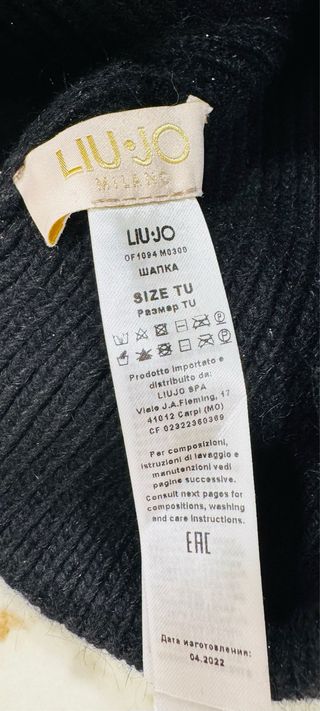 LIU·JO
MILANO
LIU·JO
OF1094 M0300
ШАПКА
SIZE TU
Размер TU
Prodotto importato e
distribuito da:
LIUJO SPA
Viale J.A.Fleming, 17
41012 Carpi (MO)
CF 02322360369
Per composizioni,
istruzioni di lavaggio e
manutenzioni vedi
pagine successive.
Consult next pages for
compositions, washing
and care instructions.
EAC
Дата изготовления:
04.2022